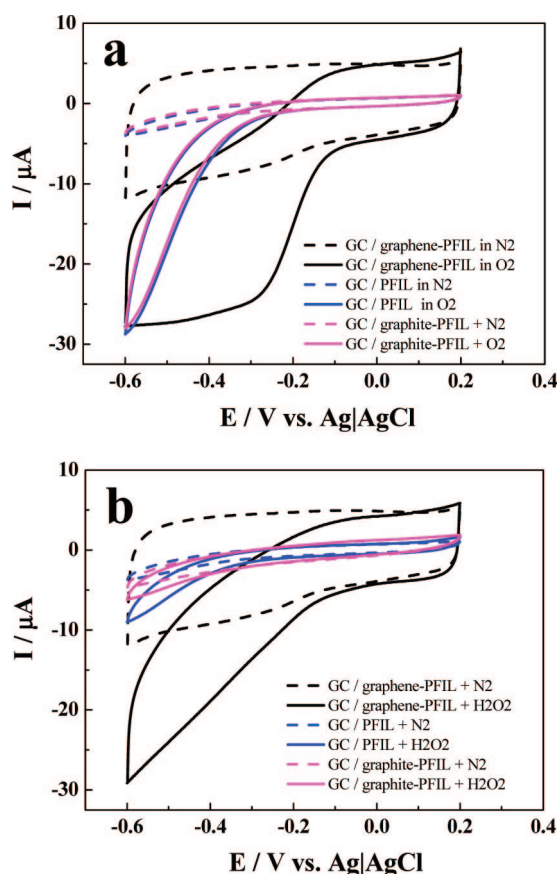 a
10
0
-10
-20
-30
I / μA
GC / graphene-PFIL in N2
GC / graphene-PFIL in O2
GC / PFIL in N2
GC / PFIL in O2
GC / graphite-PFIL + N2
GC / graphite-PFIL + O2
-0.6 -0.4 -0.2 0.0 0.2 0.4
E / V vs. Ag|AgCl
b
10
0
-10
-20
-30
I / μA
GC / graphene-PFIL + N2
GC / graphene-PFIL + H2O2
GC / PFIL + N2
GC / PFIL + H2O2
GC / graphite-PFIL + N2
GC / graphite-PFIL + H2O2
-0.6 -0.4 -0.2 0.0 0.2 0.4
E / V vs. Ag|AgCl